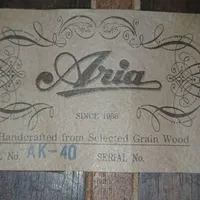 Aria
SINCE 1956
Handcrafted from Selected Grain Wood
L No. AK-40 SERIAL No.